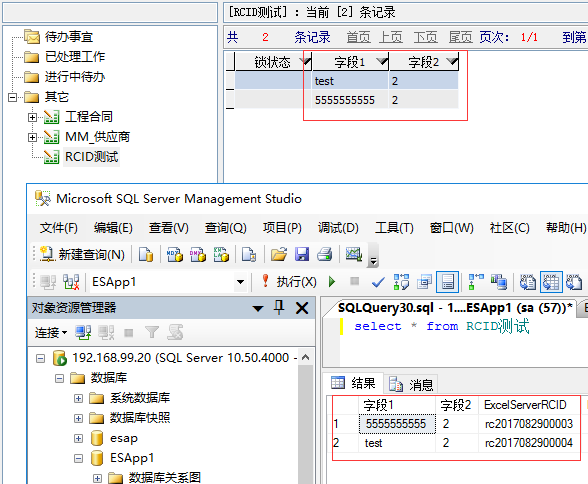 [RCID测试] : 当前 [2] 条记录
共 2 条记录 首页 上页 下页 尾页 页次: 1/1 到第
待办事宜
已处理工作
进行中待办
其它
工程合同
MM_供应商
RCID测试
锁状态 字段1 字段2
test 2
5555555555 2
Microsoft SQL Server Management Studio
文件(F) 编辑(E) 查看(V) 查询(Q) 项目(P) 调试(D) 工具(T) 窗口(W) 社区(C) 帮助(H)
新建查询(N)
ESApp1 执行(X)
对象资源管理器
连接
192.168.99.20 (SQL Server 10.50.4000 -
数据库
系统数据库
数据库快照
esap
ESApp1
数据库关系图
SQLQuery30.sql - 1....ESApp1 (sa (57))*
select * from RCID测试
结果 消息
字段1 字段2 ExcelServerRCID
1 5555555555 2 rc2017082900003
2 test 2 rc2017082900004